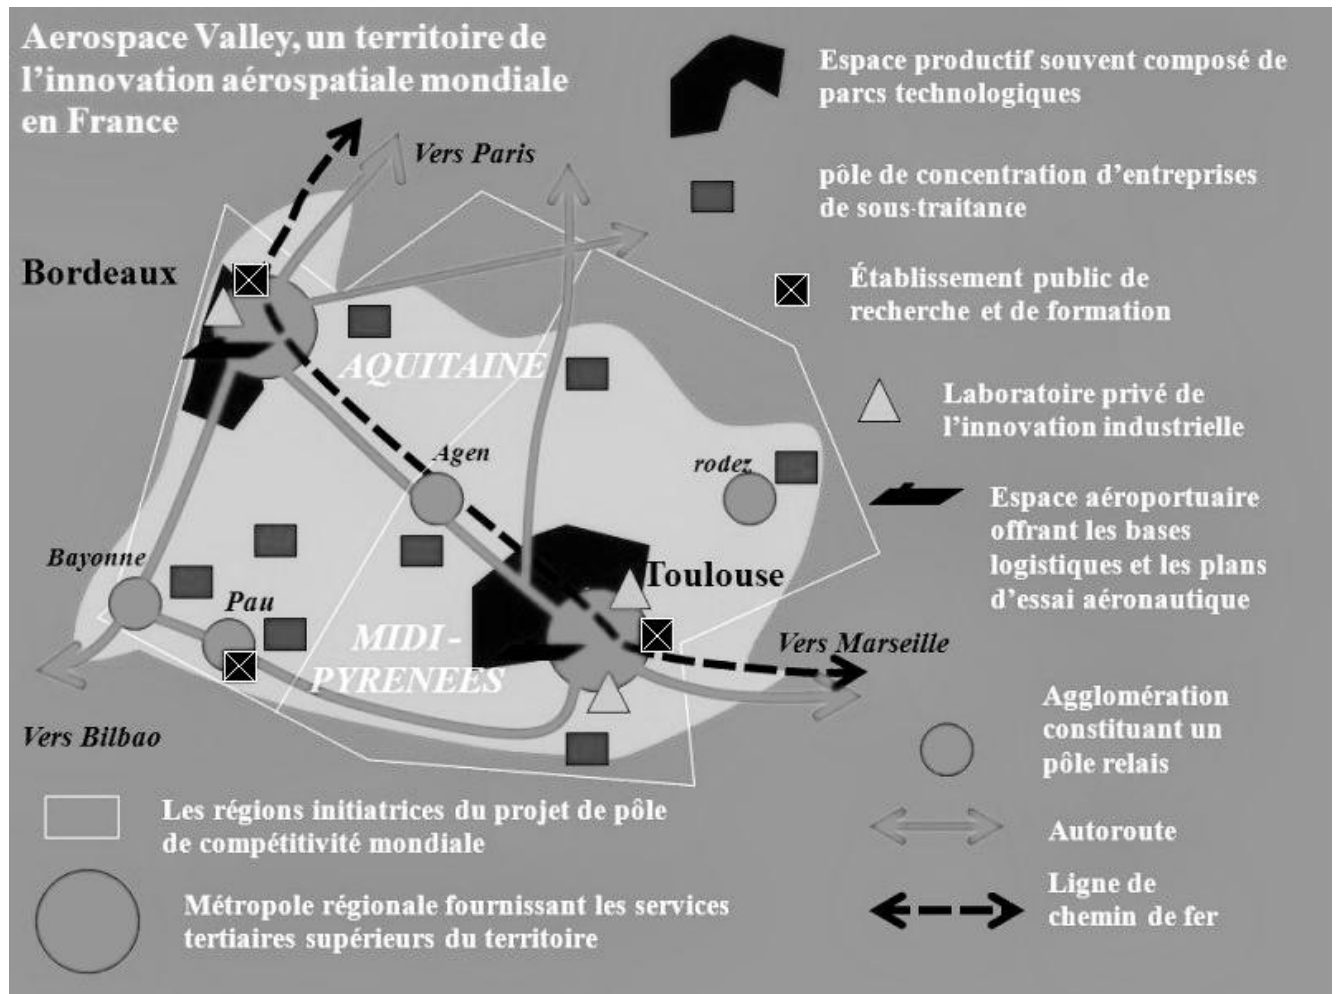 Aerospace Valley, un territoire de
l’innovation aérospatiale mondiale
en France
Vers Paris
Bordeaux
AQUITAINE
Agen
rodez
Bayonne
Pau
Toulouse
MIDI -
PYRENEES
Vers Marseille
Vers Bilbao
Espace productif souvent composé de
parcs technologiques
pôle de concentration d’entreprises
de sous-traitante
Établissement public de
recherche et de formation
Laboratoire privé de
l’innovation industrielle
Espace aéroportuaire
offrant les bases
logistiques et les plans
d’essai aéronautique
Agglomération
constituant un
pôle relais
Autoroute
Ligne de
chemin de fer
Les régions initiatrices du projet de pôle
de compétitivité mondiale
Métropole régionale fournissant les services
tertiaires supérieurs du territoire